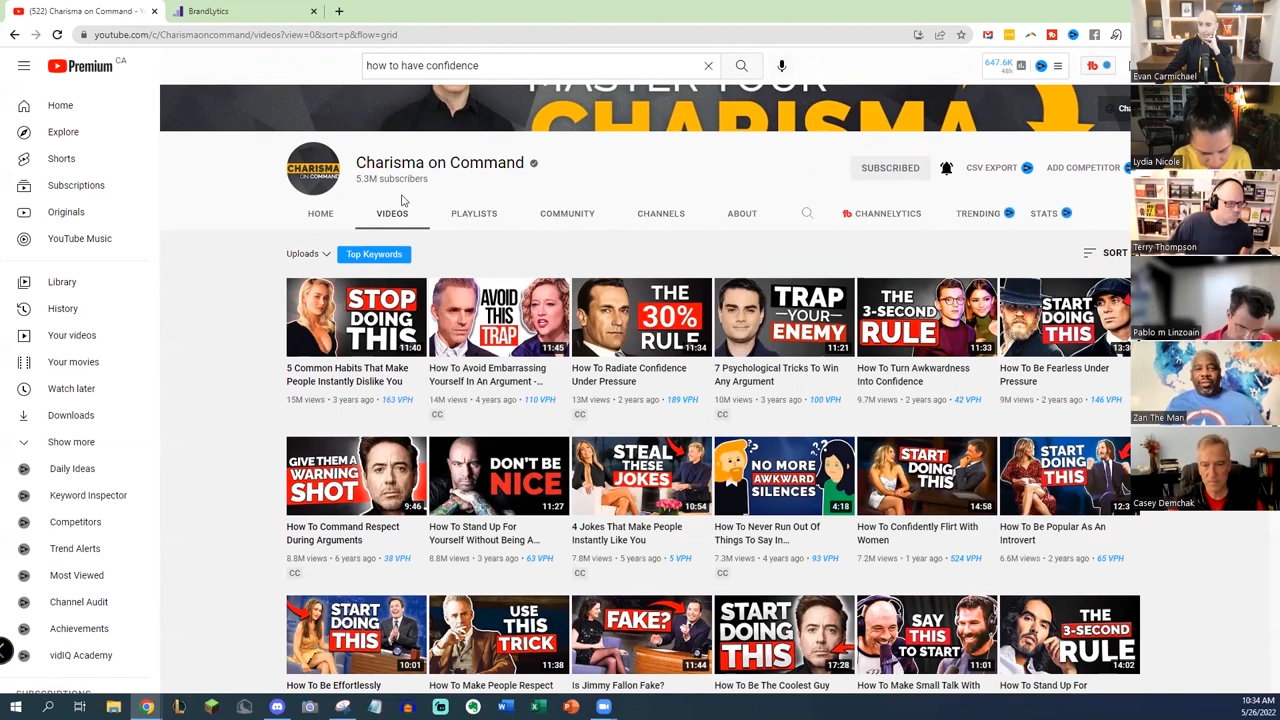 (522) Charisma on Command - Y
BrandLytics
youtube.com/c/Charismaoncommand/videos?view=0&sort=p&flow=grid
Premium CA
how to have confidence
647.6K
48h
Home
Explore
Shorts
Subscriptions
Originals
YouTube Music
Library
History
Your videos
Your movies
Watch later
Downloads
Show more
Daily Ideas
Keyword Inspector
Competitors
Trend Alerts
Most Viewed
Channel Audit
Achievements
vidIQ Academy
MASTER YOUR
CHARISMA
CHARISMA
ON COMMAND
Charisma on Command
5.3M subscribers
SUBSCRIBED
CSV EXPORT
ADD COMPETITOR
HOME
VIDEOS
PLAYLISTS
COMMUNITY
CHANNELS
ABOUT
CHANNELYTICS
TRENDING
STATS
Uploads
Top Keywords
SORT
STOP DOING THIS
11:40
AVOID THIS TRAP
11:45
THE 30% RULE
11:34
TRAP -YOUR- ENEMY
11:21
THE 3-SECOND RULE
11:33
START DOING THIS
13:3
5 Common Habits That Make People Instantly Dislike You
15M views • 3 years ago • 163 VPH
How To Avoid Embarrassing Yourself In An Argument -...
14M views • 4 years ago • 110 VPH
CC
How To Radiate Confidence Under Pressure
13M views • 2 years ago • 189 VPH
CC
7 Psychological Tricks To Win Any Argument
10M views • 3 years ago • 100 VPH
CC
How To Turn Awkwardness Into Confidence
9.7M views • 2 years ago • 42 VPH
How To Be Fearless Under Pressure
9M views • 2 years ago • 146 VPH
GIVE THEM A WARNING SHOT
9:46
DON'T BE NICE
11:27
STEAL THESE JOKES
10:54
NO MORE AWKWARD SILENCES
4:18
START DOING THIS
14:58
START DOING THIS
12:3
How To Command Respect During Arguments
8.8M views • 6 years ago • 38 VPH
CC
How To Stand Up For Yourself Without Being A...
8.8M views • 3 years ago • 63 VPH
4 Jokes That Make People Instantly Like You
7.8M views • 5 years ago • 5 VPH
CC
How To Never Run Out Of Things To Say In...
7.3M views • 4 years ago • 93 VPH
CC
How To Confidently Flirt With Women
7.2M views • 1 year ago • 524 VPH
How To Be Popular As An Introvert
6.6M views • 2 years ago • 65 VPH
START DOING THIS
10:01
USE THIS TRICK
11:38
FAKE?
11:44
START DOING THIS
17:28
SAY THIS TO START
11:01
THE 3-SECOND RULE
14:02
How To Be Effortlessly
How To Make People Respect
Is Jimmy Fallon Fake?
How To Be The Coolest Guy
How To Make Small Talk With
How To Stand Up For
Evan Carmichael
Lydia Nicole
Terry Thompson
Pablo m Linzoain
Zan The Man
Casey Demchak
10:34 AM
5/26/2022